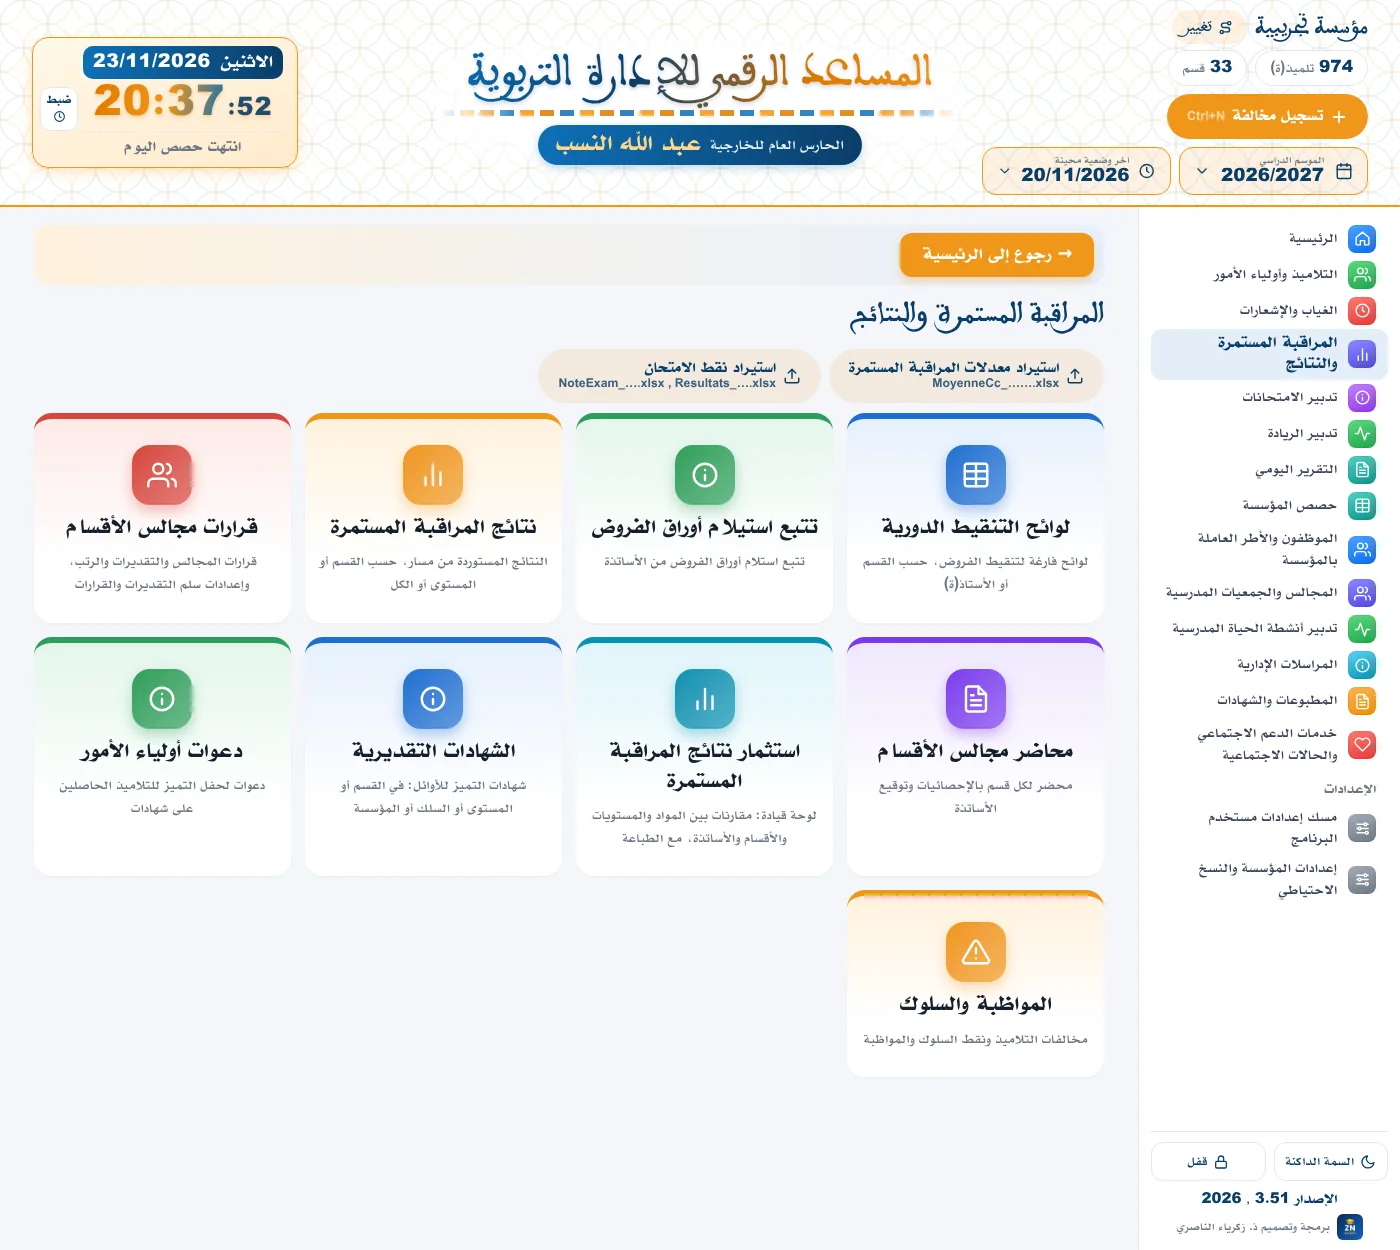 مؤسسة تجريبية
تغيير
974 تلميذ(ة)
33 قسم
تسجيل مخالفة Ctrl+N
الموسم الدراسي
2026/2027
اخر وضعية محينة
20/11/2026
المساعد الرقمي للإدارة التربوية
الحارس العام للخارجية عبد الله النسب
الاثنين 23/11/2026
20:37:52
ضبط
انتهت حصص اليوم
الرئيسية
التلاميذ وأولياء الأمور
الغياب والإشعارات
المراقبة المستمرة
والنتائج
تدبير الامتحانات
تدبير الريادة
التقرير اليومي
حصص المؤسسة
الموظفون والأطر العاملة
بالمؤسسة
المجالس والجمعيات المدرسية
تدبير أنشطة الحياة المدرسية
المراسلات الإدارية
المطبوعات والشهادات
خدمات الدعم الاجتماعي
والحالات الاجتماعية
الإعدادات
مسك إعدادات مستخدم
البرنامج
إعدادات المؤسسة والنسخ
الاحتياطي
السمة الداكنة
قفل
الإصدار 3.51 , 2026
برمجة وتصميم ذ. زكرياء الناصري
ZN
→ رجوع إلى الرئيسية
المراقبة المستمرة والنتائج
استيراد معدلات المراقبة المستمرة
MoyenneCc_.......xlsx
استيراد نقط الامتحان
NoteExam_....xlsx , Resultats_....xlsx
لوائح التنقيط الدورية
لوائح فارغة لتنقيط الفروض، حسب القسم
أو الأستاذ(ة)
تتبع استيلام أوراق الفروض
تتبع استلام أوراق الفروض من الأساتذة
نتائج المراقبة المستمرة
النتائج المستوردة من مسار، حسب القسم أو
المستوى أو الكل
قرارات مجالس الأقسام
قرارات المجالس والتقديرات والرتب،
وإعدادات سلم التقديرات والقرارات
محاضر مجالس الأقسام
محضر لكل قسم بالإحصائيات وتوقيع
الأساتذة
استثمار نتائج المراقبة
المستمرة
لوحة قيادة: مقارنات بين المواد والمستويات
والأقسام والأساتذة، مع الطباعة
الشهادات التقديرية
شهادات التميز للأوائل: في القسم أو
المستوى أو السلك أو المؤسسة
دعوات أولياء الأمور
دعوات لحفل التميز للتلاميذ الحاصلين
على شهادات
المواظبة والسلوك
مخالفات التلاميذ ونقط السلوك والمواظبة